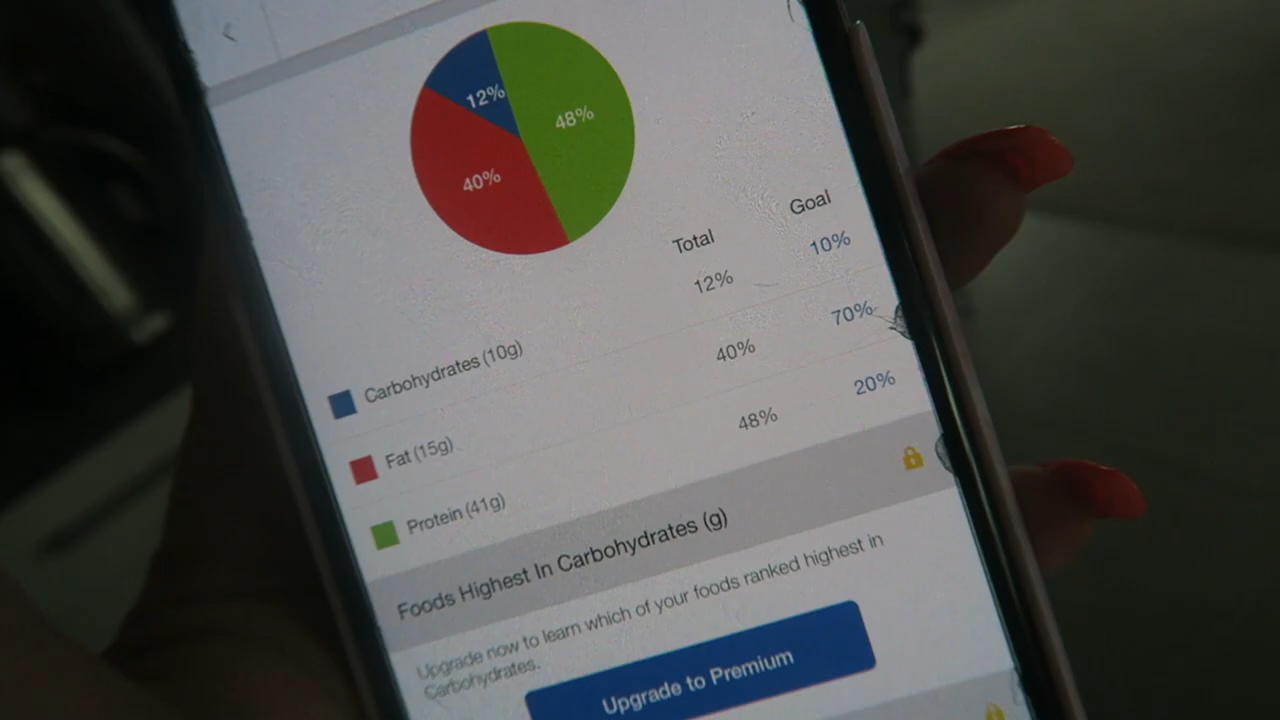 12%
48%
40%
Total Goal
Carbohydrates (10g) 12% 10%
Fat (15g) 40% 70%
Protein (41g) 48% 20%
Foods Highest In Carbohydrates (g)
Upgrade now to learn which of your foods ranked highest in
Carbohydrates.
Upgrade to Premium